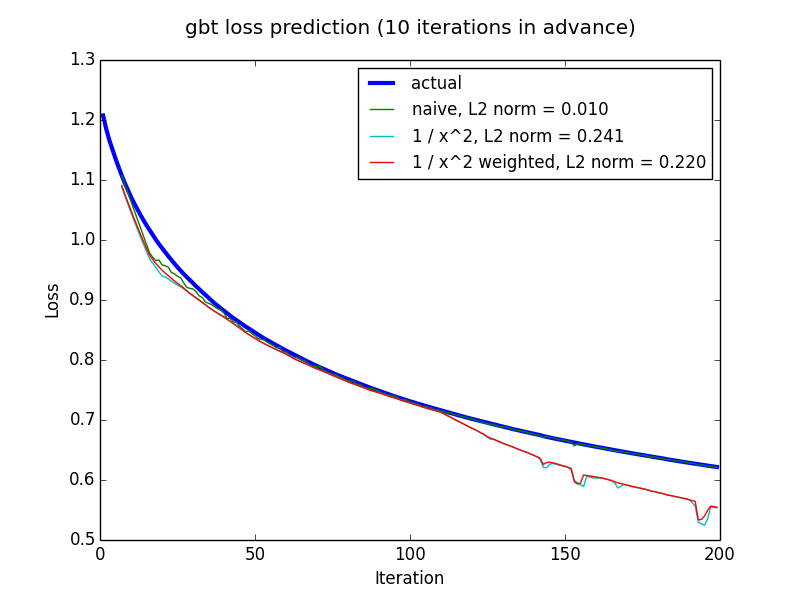 gbt loss prediction (10 iterations in advance)
actual
naive, L2 norm = 0.010
1 / x^2, L2 norm = 0.241
1 / x^2 weighted, L2 norm = 0.220
Loss
1.3
1.2
1.1
1.0
0.9
0.8
0.7
0.6
0.5
0 50 100 150 200
Iteration